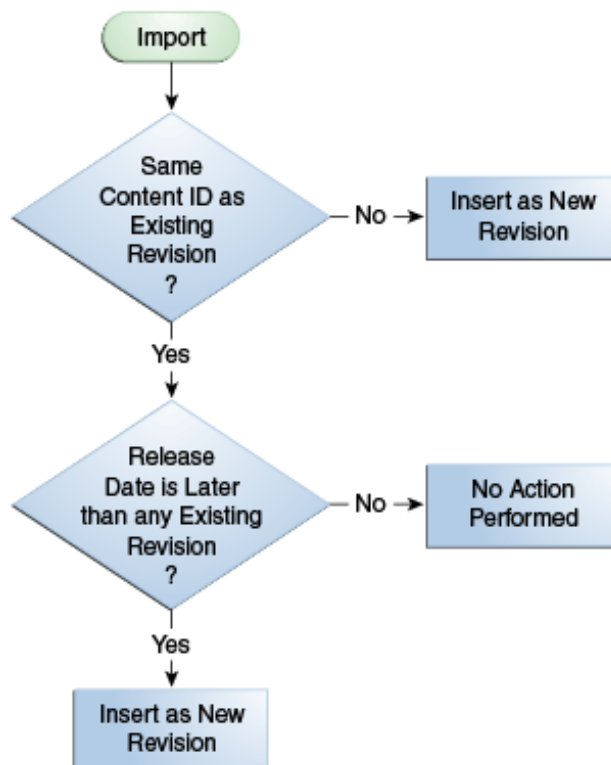 Import
Same
Content ID as
Existing
Revision
?
No
Insert as New
Revision
Yes
Release
Date is Later
than any Existing
Revision
?
No
No Action
Performed
Yes
Insert as New
Revision